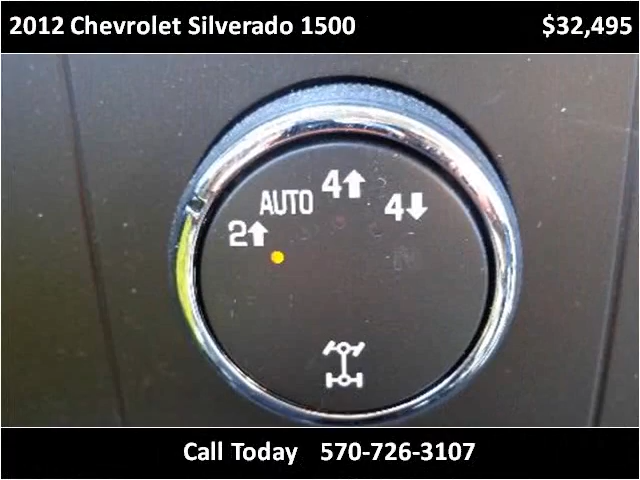 2012 Chevrolet Silverado 1500 $32,495
4⬆
AUTO
4⬇
2⬆
Call Today 570-726-3107